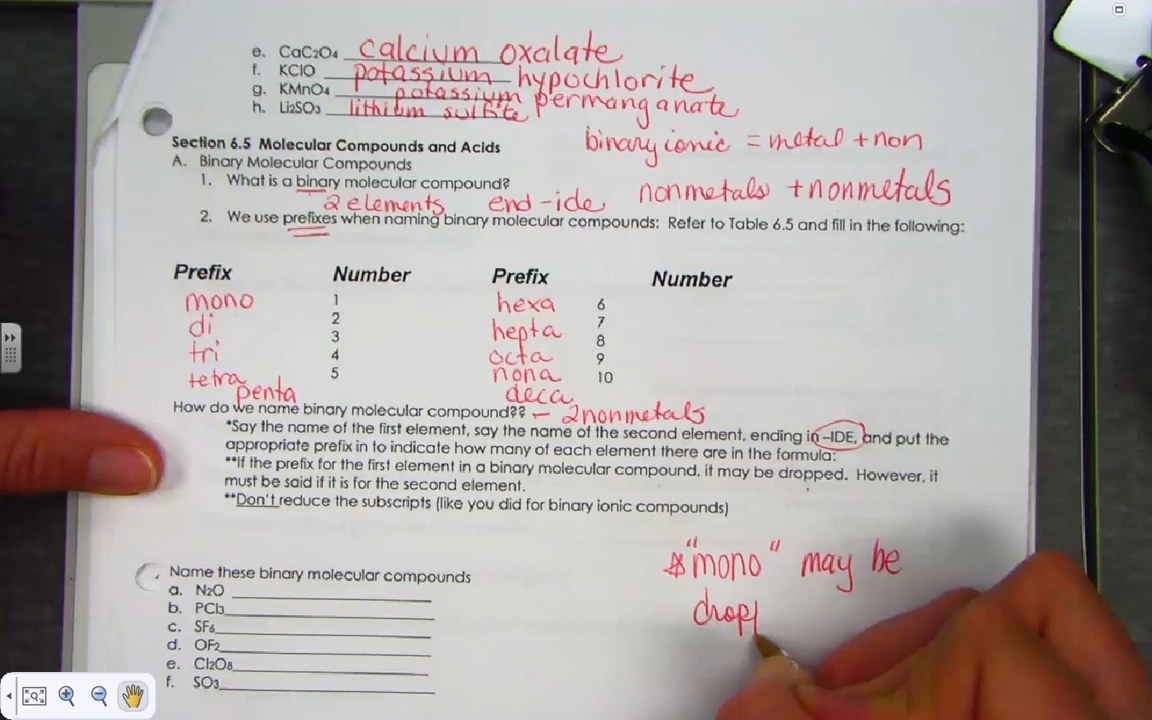 e. CaC2O4 calcium oxalate
f. KClO potassium hypochlorite
g. KMnO4 potassium permanganate
h. Li2SO3 lithium sulfite
binary ionic = metal + non
Section 6.5 Molecular Compounds and Acids
A. Binary Molecular Compounds
1. What is a binary molecular compound?
2 elements end -ide nonmetals + nonmetals
2. We use prefixes when naming binary molecular compounds: Refer to Table 6.5 and fill in the following:
Prefix Number Prefix Number
mono 1 hexa 6
di 2 hepta 7
tri 3 octa 8
tetra 4 nona 9
penta 5 deca 10
How do we name binary molecular compound?? – 2 nonmetals
*Say the name of the first element, say the name of the second element, ending in –IDE, and put the
appropriate prefix in to indicate how many of each element there are in the formula:
**If the prefix for the first element in a binary molecular compound, it may be dropped. However, it
must be said if it is for the second element.
**Don't reduce the subscripts (like you did for binary ionic compounds)
"mono" may be
drop
Name these binary molecular compounds
a. N2O
b. PCl3
c. SF6
d. OF2
e. Cl2O8
f. SO3